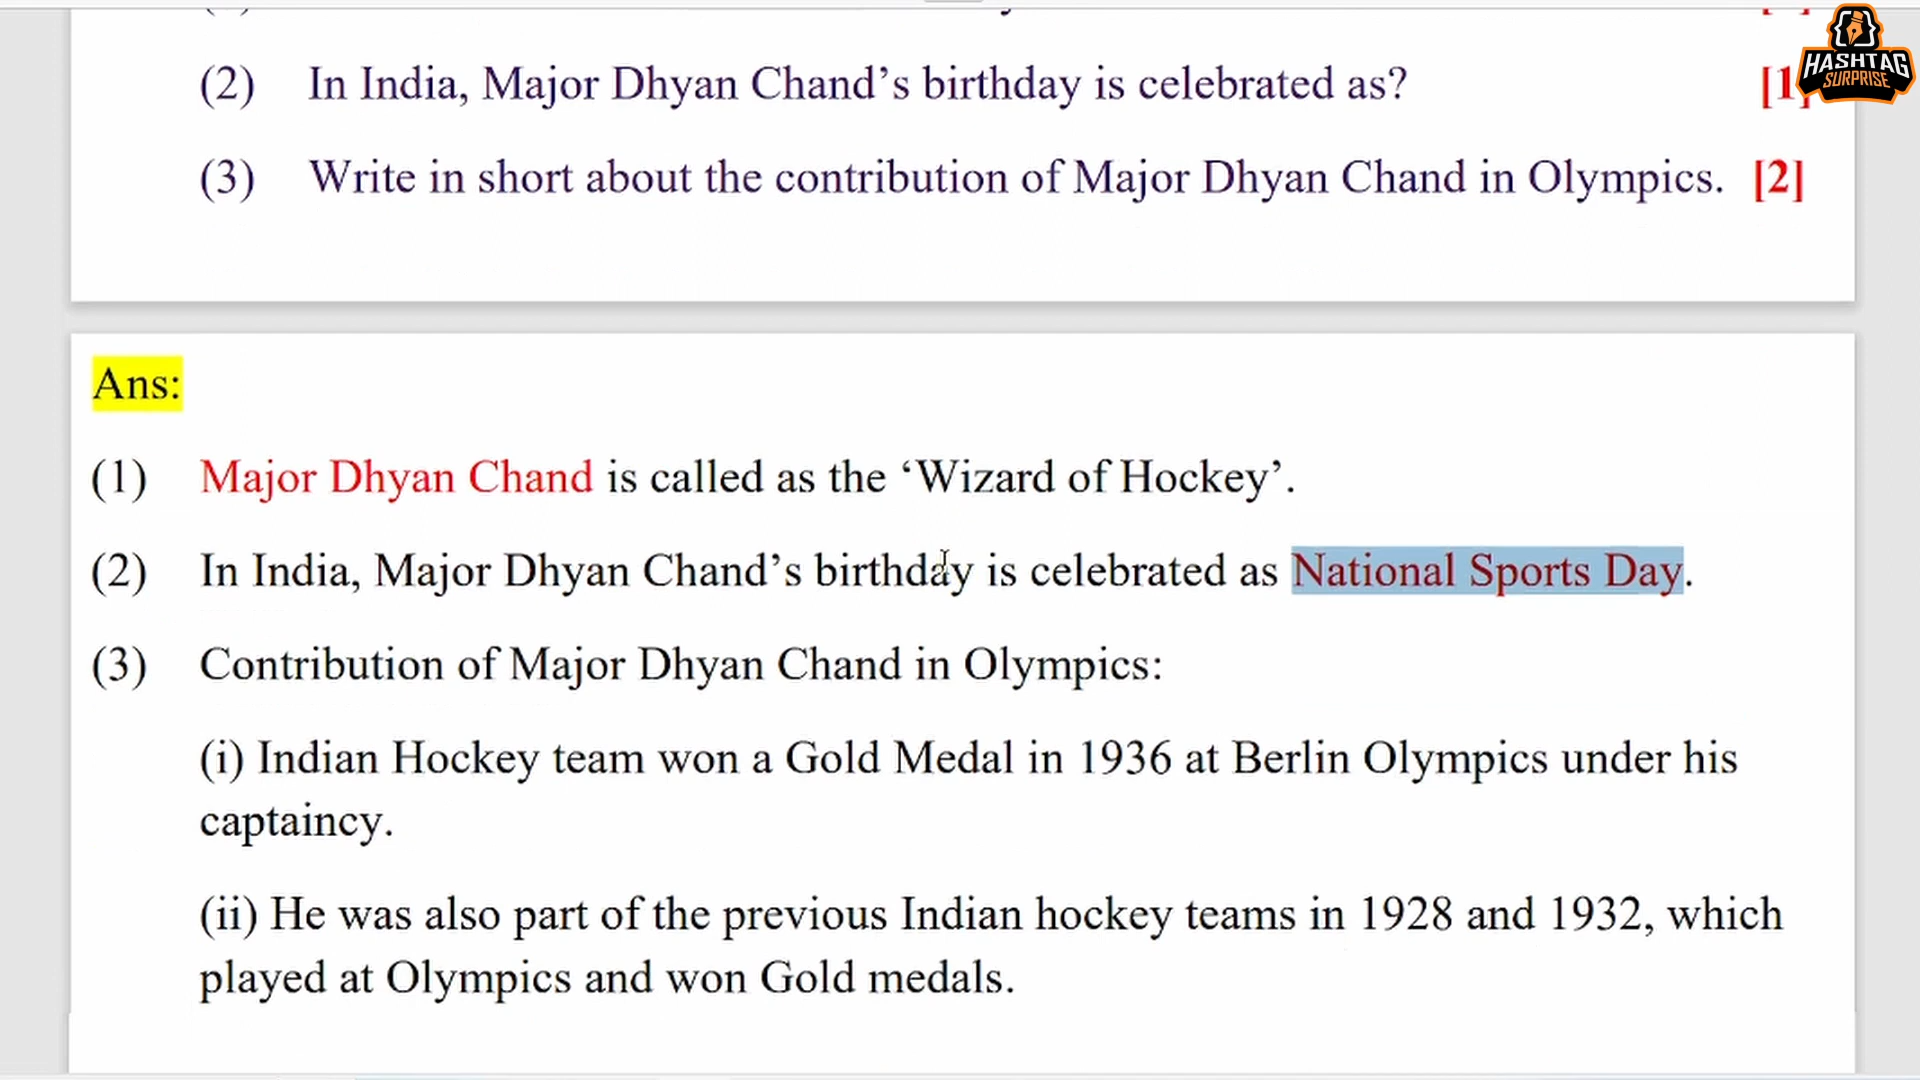 HASHTAG
SURPRISE
(2) In India, Major Dhyan Chand’s birthday is celebrated as? [1]
(3) Write in short about the contribution of Major Dhyan Chand in Olympics. [2]
Ans:
(1) Major Dhyan Chand is called as the ‘Wizard of Hockey’.
(2) In India, Major Dhyan Chand’s birthday is celebrated as National Sports Day.
(3) Contribution of Major Dhyan Chand in Olympics:
(i) Indian Hockey team won a Gold Medal in 1936 at Berlin Olympics under his
captaincy.
(ii) He was also part of the previous Indian hockey teams in 1928 and 1932, which
played at Olympics and won Gold medals.